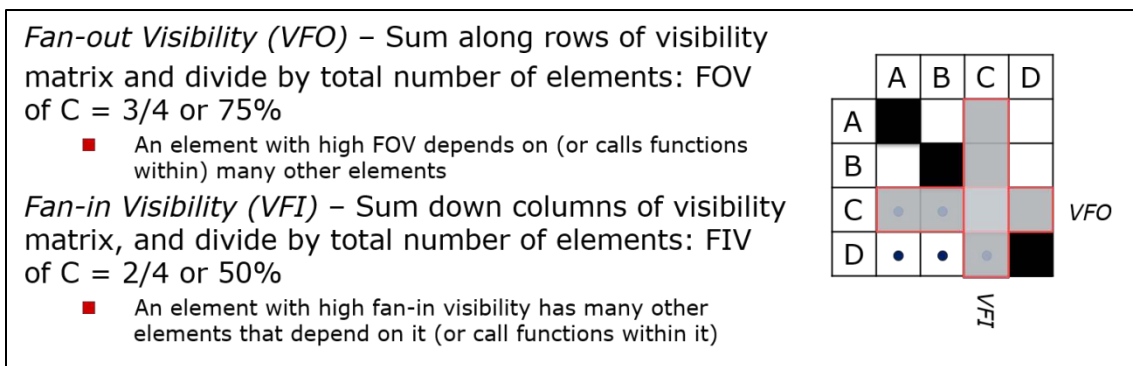 Fan-out Visibility (VFO) – Sum along rows of visibility
matrix and divide by total number of elements: FOV
of C = 3/4 or 75%
An element with high FOV depends on (or calls functions
within) many other elements
Fan-in Visibility (VFI) – Sum down columns of visibility
matrix, and divide by total number of elements: FIV
of C = 2/4 or 50%
An element with high fan-in visibility has many other
elements that depend on it (or call functions within it)
A B C D
A
B
C VFO
D
VFI